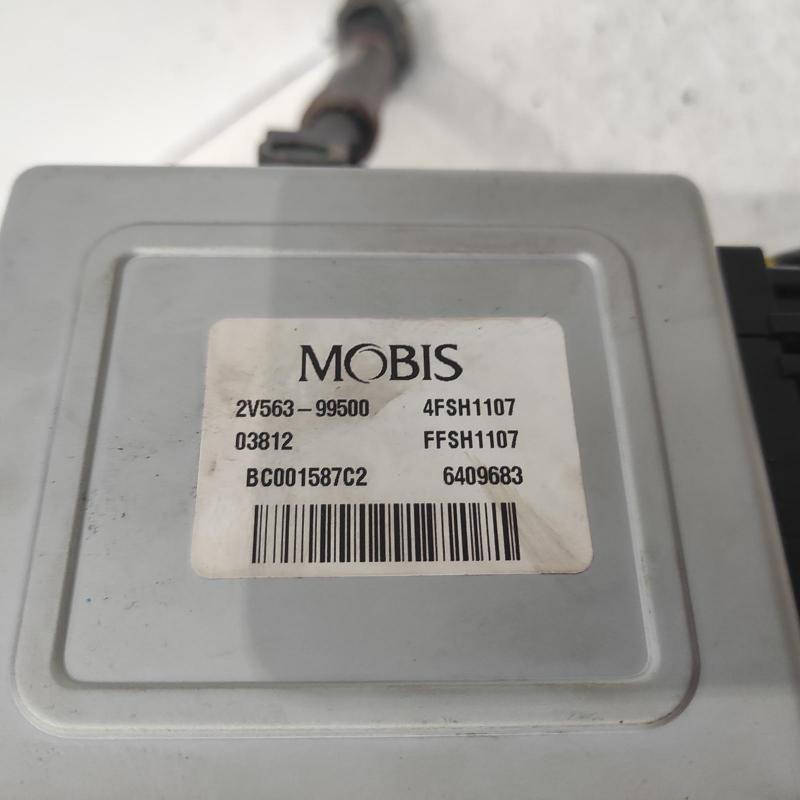 MOBIS
2V563-99500 4FSH1107
03812 FFSH1107
BC001587C2 6409683